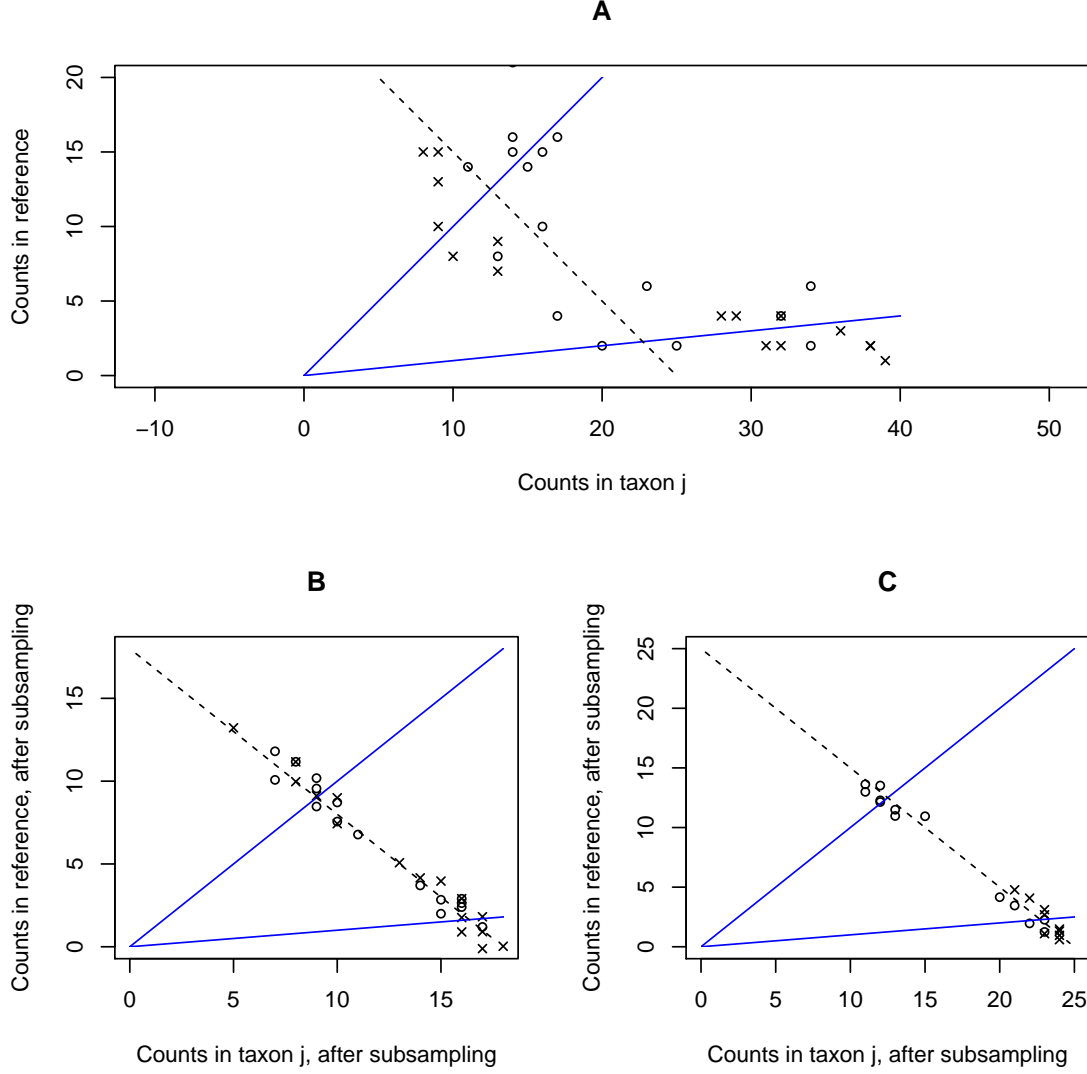 A
Counts in reference
20
15
10
5
0
−10 0 10 20 30 40 50
Counts in taxon j
B
Counts in reference, after subsampling
15
10
5
0
0 5 10 15
Counts in taxon j, after subsampling
C
Counts in reference, after subsampling
25
20
15
10
5
0
0 5 10 15 20 25
Counts in taxon j, after subsampling